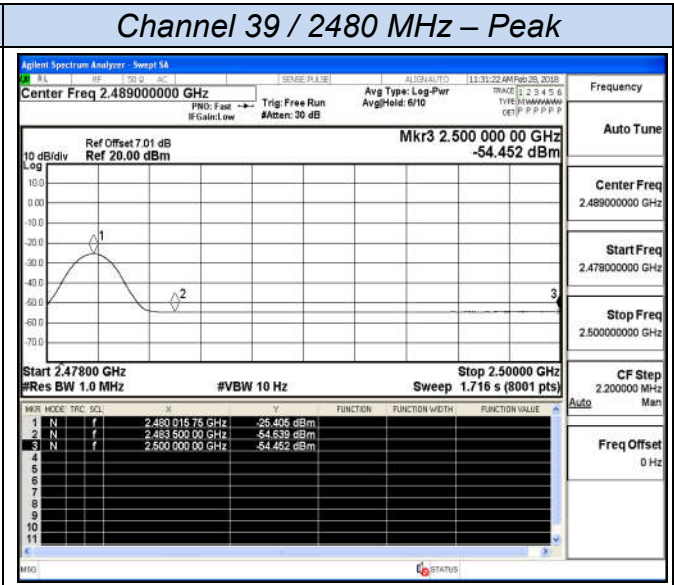 Channel 39 / 2480 MHz – Peak
Agilent Spectrum Analyzer - Swept SA
RL RF 50 Ω AC SENSE:PULSE ALIGN AUTO 11:31:22 AM Feb 28, 2018
Center Freq 2.489000000 GHz
PNO: Fast
IFGain:Low
Trig: Free Run
#Atten: 30 dB
Avg Type: Log-Pwr
Avg|Hold: 6/10
TRACE 1 2 3 4 5 6
TYPE
DET P P P P P P
Ref Offset 7.01 dB
10 dB/div Ref 20.00 dBm
Log
Mkr3 2.500 000 00 GHz
-54.452 dBm
10.0
0.00
-10.0
-20.0
-30.0
-40.0
-50.0
-60.0
-70.0
1
2
3
Start 2.47800 GHz Stop 2.50000 GHz
#Res BW 1.0 MHz #VBW 10 Hz Sweep 1.716 s (8001 pts)
MKR MODE TRC SCL X Y FUNCTION FUNCTION WIDTH FUNCTION VALUE
1 N f 2.480 015 75 GHz -25.405 dBm
2 N f 2.483 500 00 GHz -54.639 dBm
3 N f 2.500 000 00 GHz -54.452 dBm
4
5
6
7
8
9
10
11
MSG STATUS
Frequency
Auto Tune
Center Freq
2.489000000 GHz
Start Freq
2.478000000 GHz
Stop Freq
2.500000000 GHz
CF Step
2.200000 MHz
Auto Man
Freq Offset
0 Hz